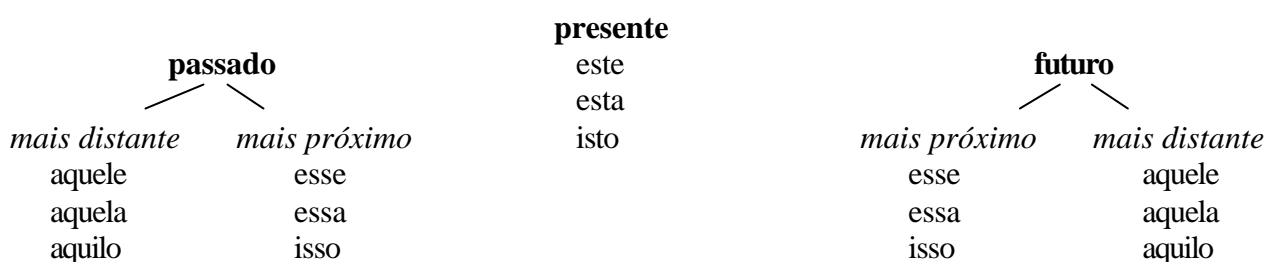 presente
passado este futuro
esta
mais distante mais próximo isto mais próximo mais distante
aquele esse esse aquele
aquela essa essa aquela
aquilo isso isso aquilo